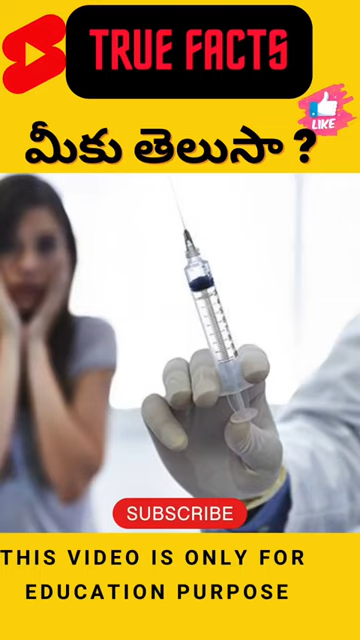 TRUE FACTS
LIKE
మీకు తెలుసా ?
SUBSCRIBE
THIS VIDEO IS ONLY FOR
EDUCATION PURPOSE